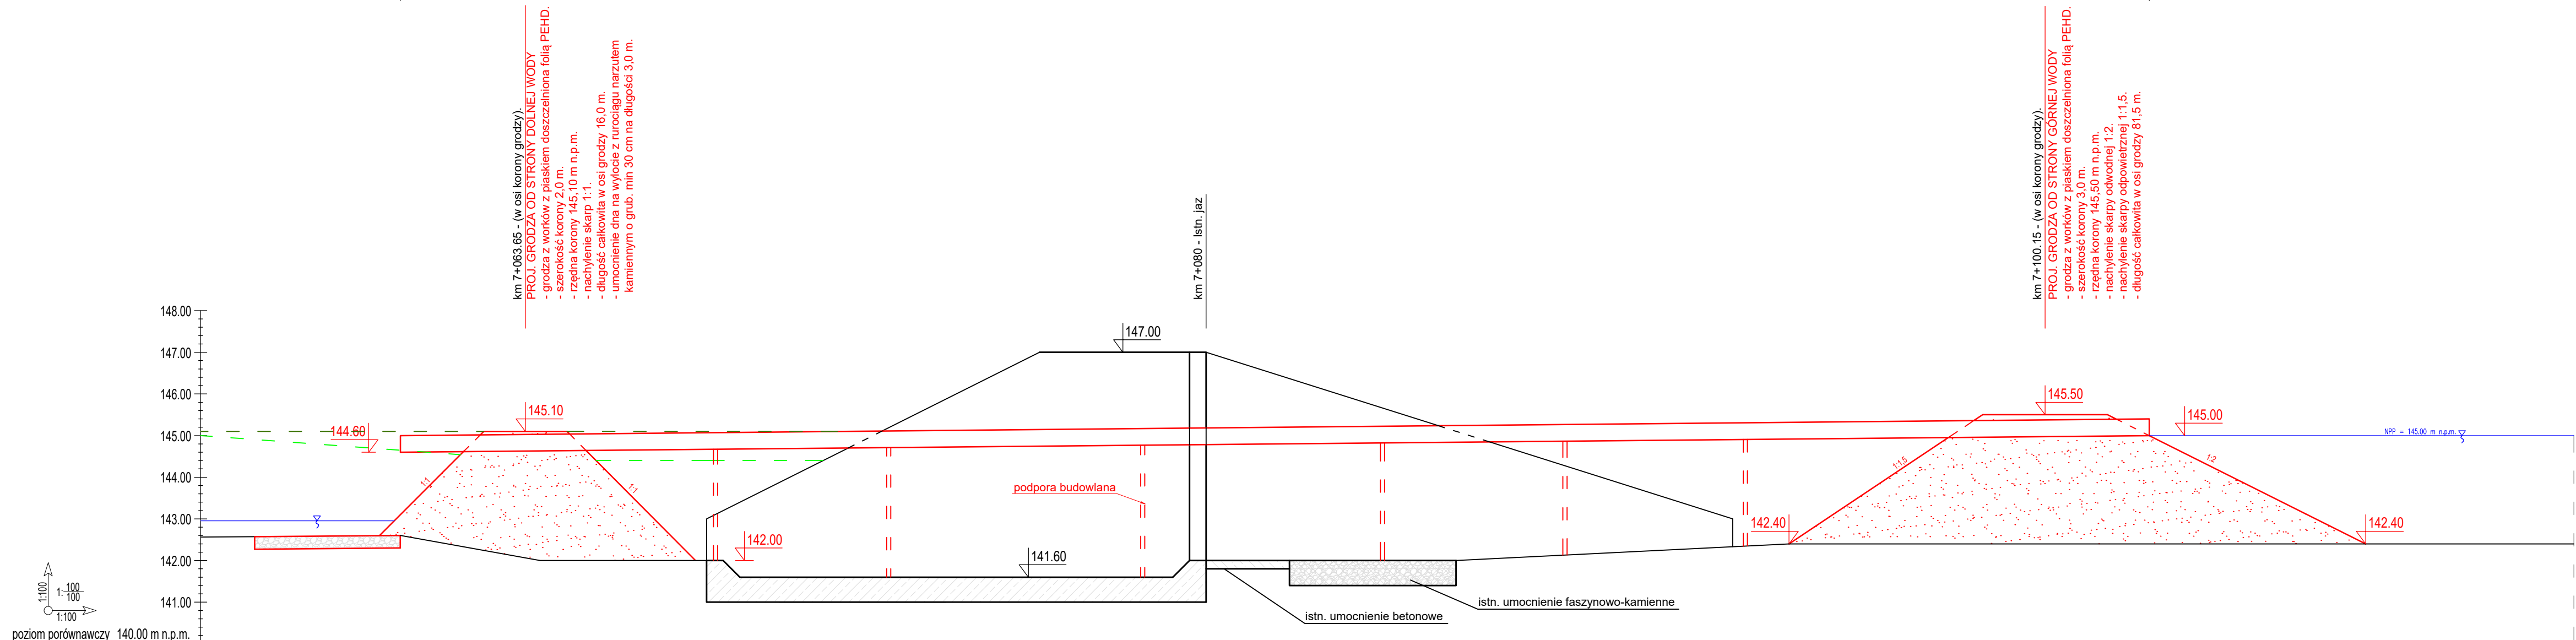 km 7+063.65 - (w osi korony grodzy).
PROJ. GRODZA OD STRONY DOLNEJ WODY
- grodza z worków z piaskiem doszczelniona folią PEHD.
- szerokość korony 2,0 m.
- rzędna korony 145,10 m n.p.m.
- nachylenie skarp 1:1.
- długość całkowita w osi grodzy 16,0 m.
- umocnienie dna na wylocie z rurociągu narzutem
kamiennym o grub. min 30 cm na długości 3,0 m.
km 7+080 - Istn. jaz
km 7+100.15 - (w osi korony grodzy).
PROJ. GRODZA OD STRONY GÓRNEJ WODY
- grodza z worków z piaskiem doszczelniona folią PEHD.
- szerokość korony 3,0 m.
- rzędna korony 145,50 m n.p.m.
- nachylenie skarpy odwodnej 1:2.
- nachylenie skarpy odpowietrznej 1:1,5.
- długość całkowita w osi grodzy 81,5 m.
148.00
147.00
146.00
145.00
144.00
143.00
142.00
141.00
147.00
145.10
144.60
145.50
145.00
NPP = 145.00 m n.p.m.
1:1
1:1
1:1,5
1:2
podpora budowlana
142.00
141.60
142.40
142.40
istn. umocnienie faszynowo-kamienne
istn. umocnienie betonowe
1:100
1: 100
100
1:100
poziom porównawczy 140.00 m n.p.m.